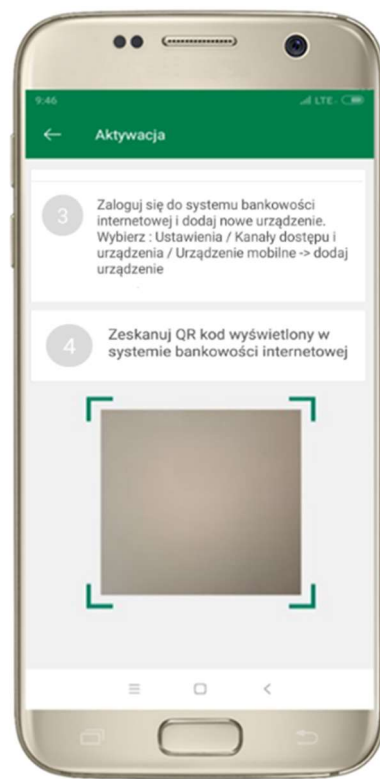 9:46
LTE
Aktywacja
3
Zaloguj się do systemu bankowości
internetowej i dodaj nowe urządzenie.
Wybierz : Ustawienia / Kanały dostępu i
urządzenia / Urządzenie mobilne -> dodaj
urządzenie
4
Zeskanuj QR kod wyświetlony w
systemie bankowości internetowej